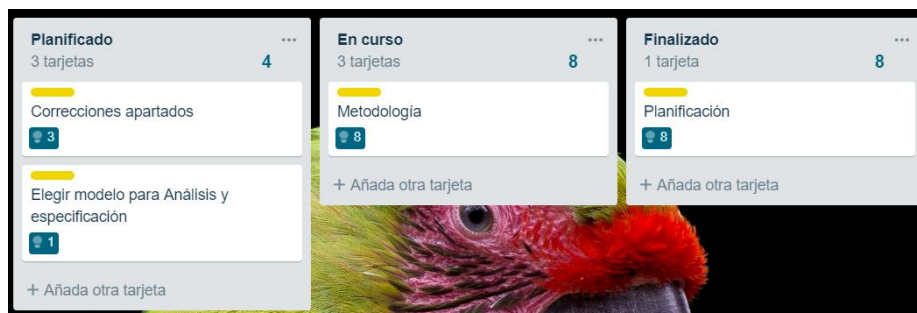 Planificado
3 tarjetas 4
Correcciones apartados
3
Elegir modelo para Análisis y
especificación
1
+ Añada otra tarjeta
En curso
3 tarjetas 8
Metodología
8
+ Añada otra tarjeta
Finalizado
1 tarjeta 8
Planificación
8
+ Añada otra tarjeta